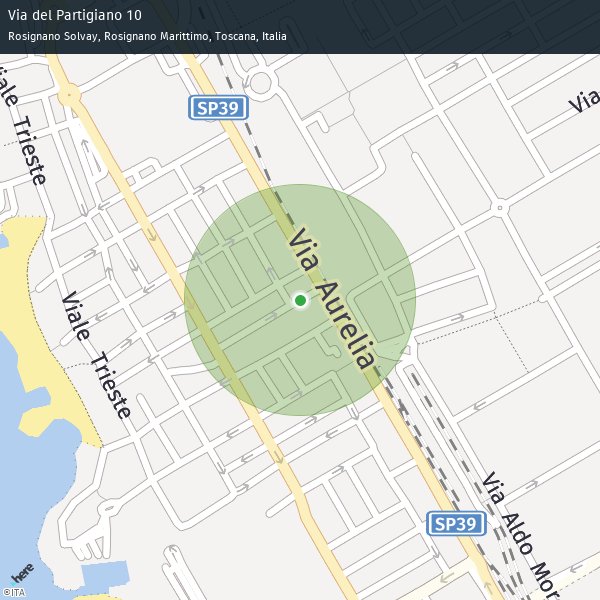 Via del Partigiano 10
Rosignano Solvay, Rosignano Marittimo, Toscana, Italia
SP39
Via
Viale Trieste
Via Aurelia
Viale Trieste
SP39
Via Aldo Mor
here
©ITA